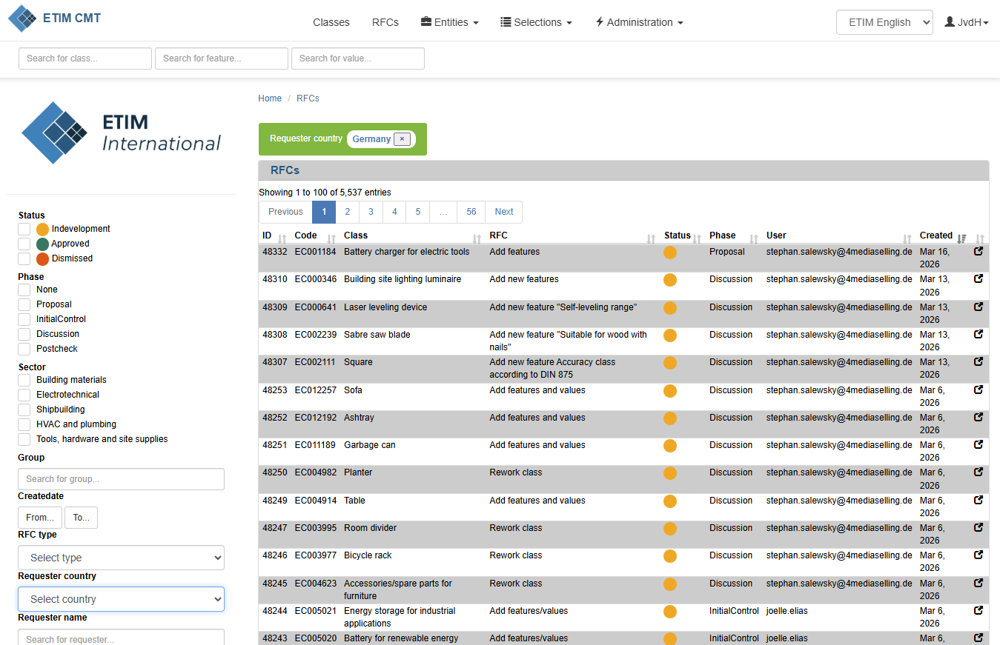 ETIM CMT
Classes RFCs Entities Selections Administration ETIM English JvdH
Search for class... Search for feature... Search for value...
ETIM
International
Home / RFCs
Requester country Germany ×
RFCs
Showing 1 to 100 of 5,537 entries
Previous 1 2 3 4 5 … 56 Next
Status
Indevelopment
Approved
Dismissed
Phase
None
Proposal
InitialControl
Discussion
Postcheck
Sector
Building materials
Electrotechnical
Shipbuilding
HVAC and plumbing
Tools, hardware and site supplies
Group
Search for group...
Createdate
From... To...
RFC type
Select type
Requester country
Select country
Requester name
Search for requester...
ID Code Class RFC Status Phase User Created
48332 EC001184 Battery charger for electric tools Add features Proposal stephan.salewsky@4mediaselling.de Mar 16,
2026
48310 EC000346 Building site lighting luminaire Add new features Discussion stephan.salewsky@4mediaselling.de Mar 13,
2026
48309 EC000641 Laser leveling device Add new feature "Self-leveling range" Discussion stephan.salewsky@4mediaselling.de Mar 13,
2026
48308 EC002239 Sabre saw blade Add new feature "Suitable for wood with Discussion stephan.salewsky@4mediaselling.de Mar 13,
nails" 2026
48307 EC002111 Square Add new feature Accuracy class Discussion stephan.salewsky@4mediaselling.de Mar 13,
according to DIN 875 2026
48253 EC012257 Sofa Add features and values Discussion stephan.salewsky@4mediaselling.de Mar 6,
2026
48252 EC012192 Ashtray Add features and values Discussion stephan.salewsky@4mediaselling.de Mar 6,
2026
48251 EC011189 Garbage can Add features and values Discussion stephan.salewsky@4mediaselling.de Mar 6,
2026
48250 EC004982 Planter Rework class Discussion stephan.salewsky@4mediaselling.de Mar 6,
2026
48249 EC004914 Table Add features and values Discussion stephan.salewsky@4mediaselling.de Mar 6,
2026
48247 EC003995 Room divider Rework class Discussion stephan.salewsky@4mediaselling.de Mar 6,
2026
48246 EC003977 Bicycle rack Rework class Discussion stephan.salewsky@4mediaselling.de Mar 6,
2026
48245 EC004623 Accessories/spare parts for Rework class Discussion stephan.salewsky@4mediaselling.de Mar 6,
furniture 2026
48244 EC005021 Energy storage for industrial Add features/values InitialControl joelle.elias Mar 6,
applications 2026
48243 EC005020 Battery for renewable energy Add features/values InitialControl joelle.elias Mar 6,